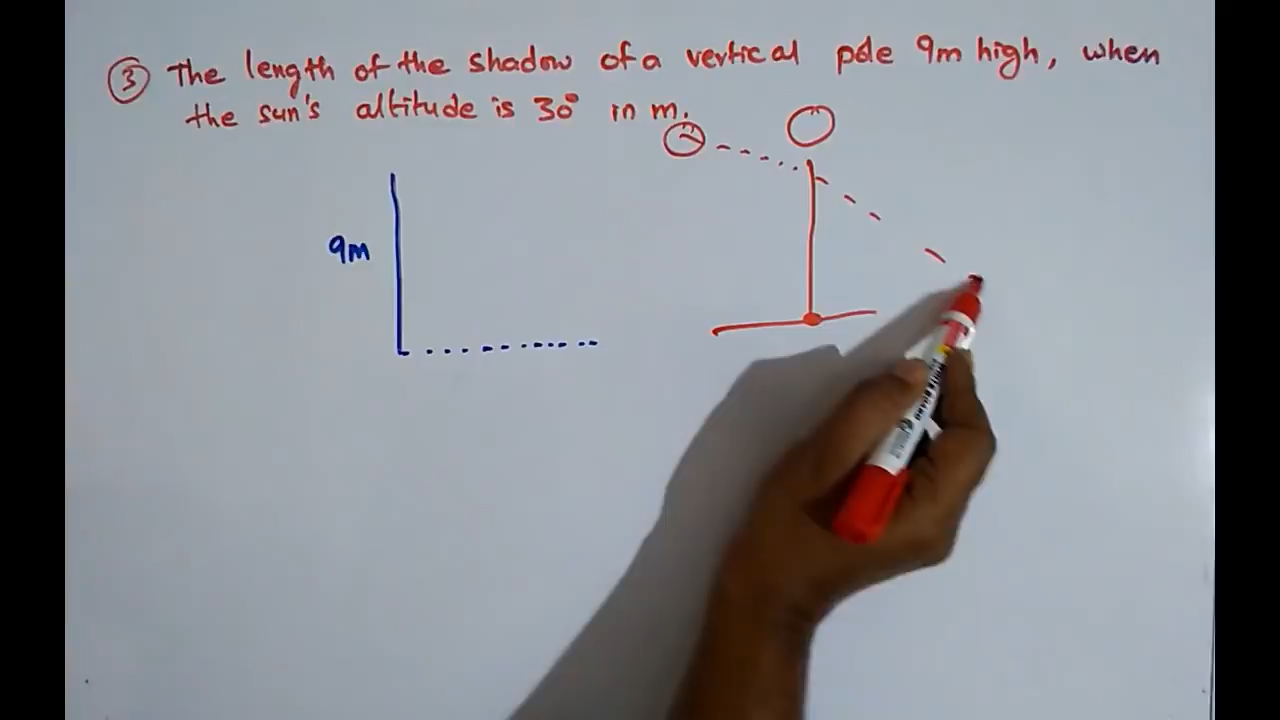 ③ The length of the shadow of a vertical pole 9m high, when
the sun's altitude is 30° in m.
9m